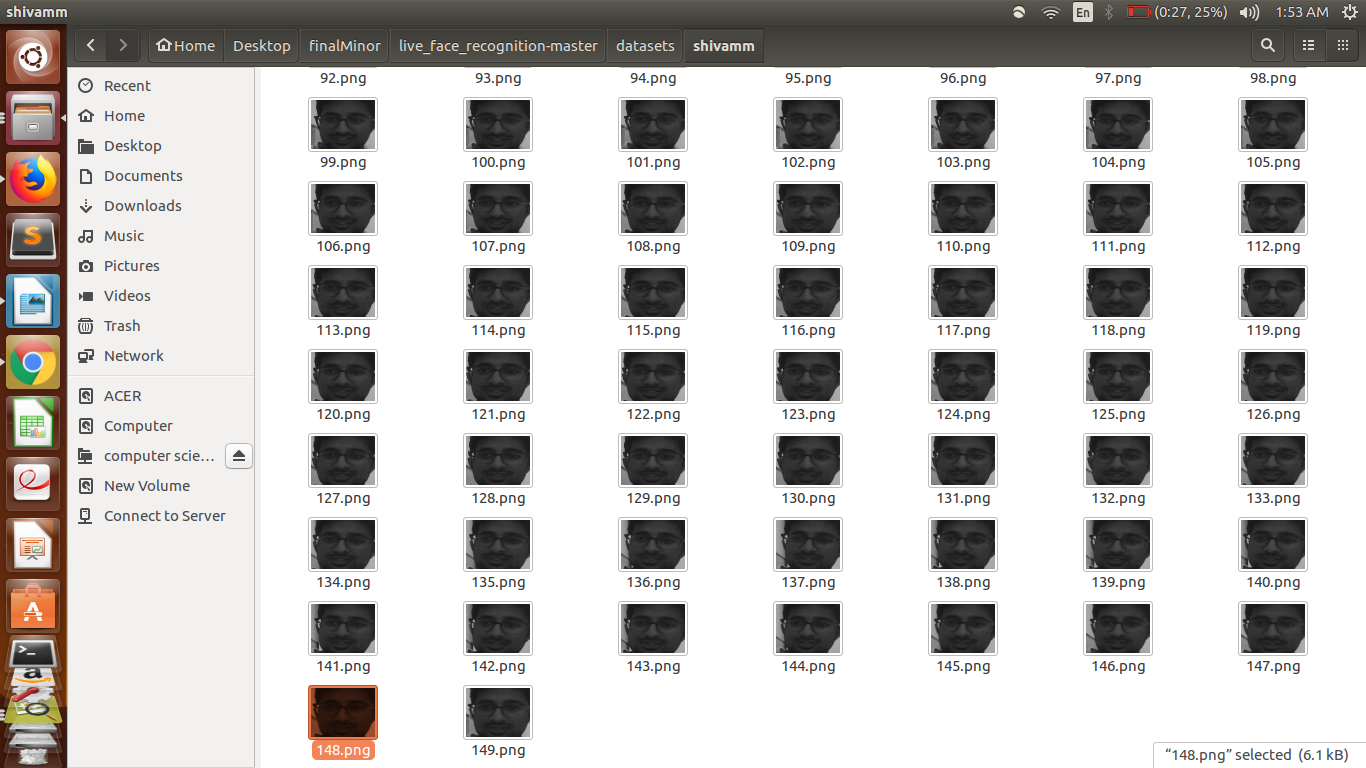 shivamm
En
(0:27, 25%)
1:53 AM
Home
Desktop
finalMinor
live_face_recognition-master
datasets
shivamm
Recent
Home
Desktop
Documents
Downloads
Music
Pictures
Videos
Trash
Network
ACER
Computer
computer scie...
New Volume
Connect to Server
92.png 93.png 94.png 95.png 96.png 97.png 98.png
99.png 100.png 101.png 102.png 103.png 104.png 105.png
106.png 107.png 108.png 109.png 110.png 111.png 112.png
113.png 114.png 115.png 116.png 117.png 118.png 119.png
120.png 121.png 122.png 123.png 124.png 125.png 126.png
127.png 128.png 129.png 130.png 131.png 132.png 133.png
134.png 135.png 136.png 137.png 138.png 139.png 140.png
141.png 142.png 143.png 144.png 145.png 146.png 147.png
148.png 149.png
“148.png” selected (6.1 kB)